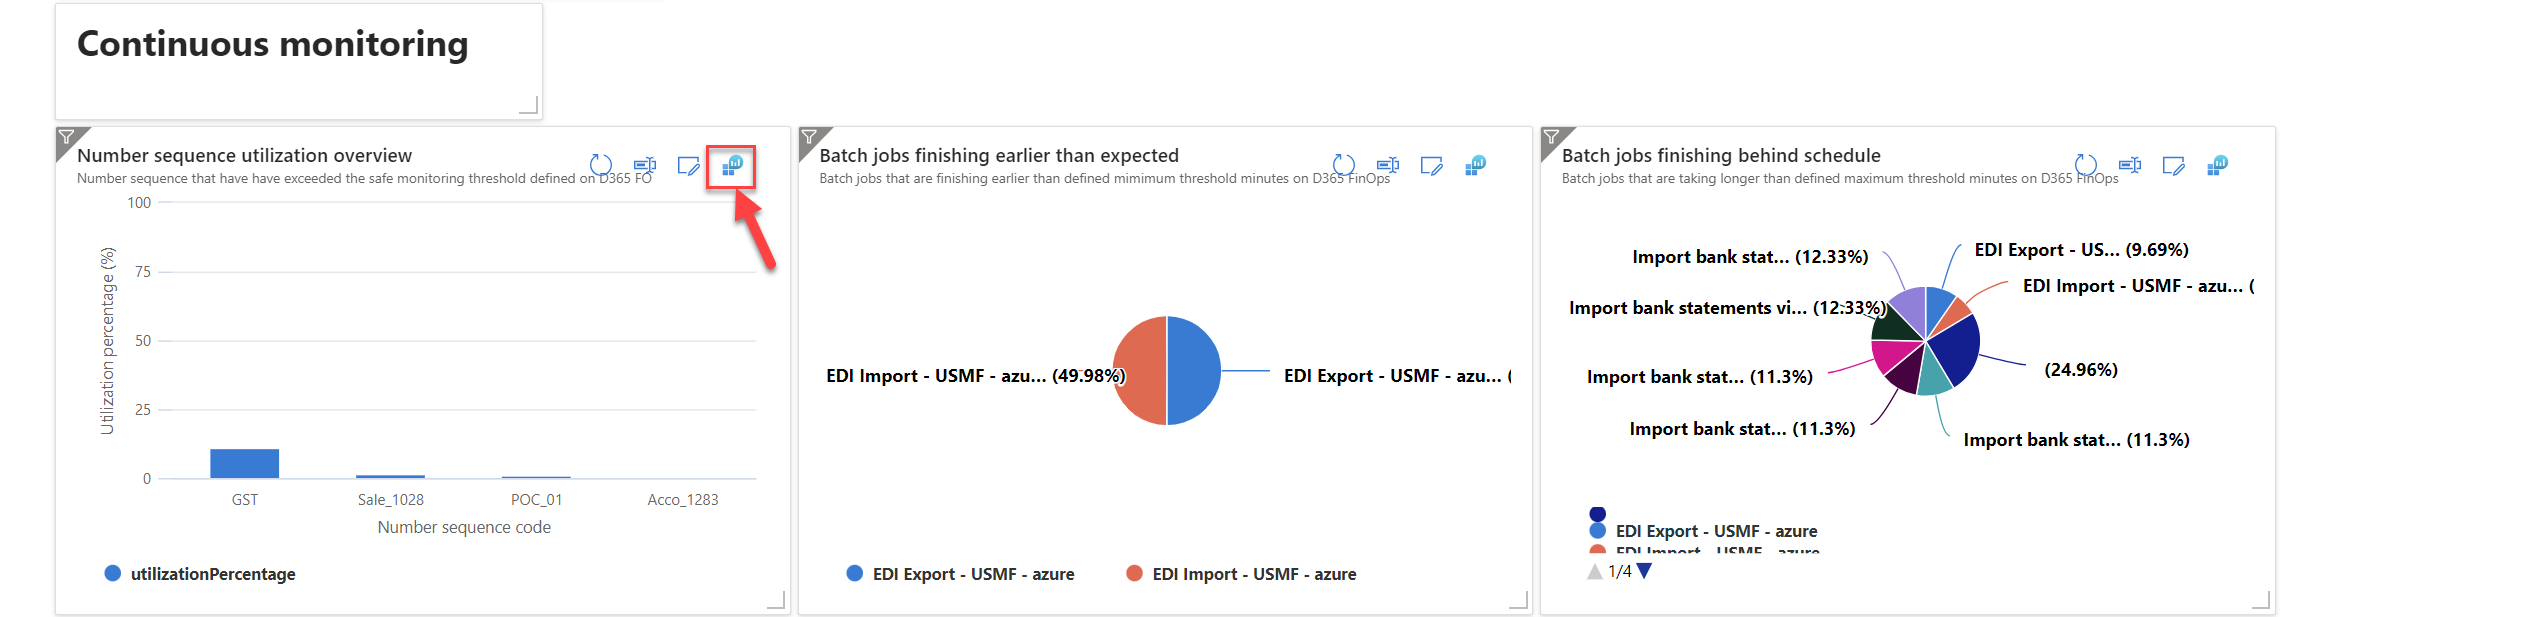 Continuous monitoring
Number sequence utilization overview
Number sequence that have have exceeded the safe monitoring threshold defined on D365 FO
100
75
50
25
0
Utilization percentage (%)
GST
Sale_1028
POC_01
Acco_1283
Number sequence code
utilizationPercentage
Batch jobs finishing earlier than expected
Batch jobs that are finishing earlier than defined mimimum threshold minutes on D365 FinOps
EDI Import - USMF - azu... (49.98%)
EDI Export - USMF - azu... (
EDI Export - USMF - azure
EDI Import - USMF - azure
Batch jobs finishing behind schedule
Batch jobs that are taking longer than defined maximum threshold minutes on D365 FinOps
Import bank stat... (12.33%)
EDI Export - US... (9.69%)
EDI Import - USMF - azu... (
Import bank statements vi... (12.33%)
(24.96%)
Import bank stat... (11.3%)
Import bank stat... (11.3%)
Import bank stat... (11.3%)
EDI Export - USMF - azure
EDI Import - USMF - azure
1/4